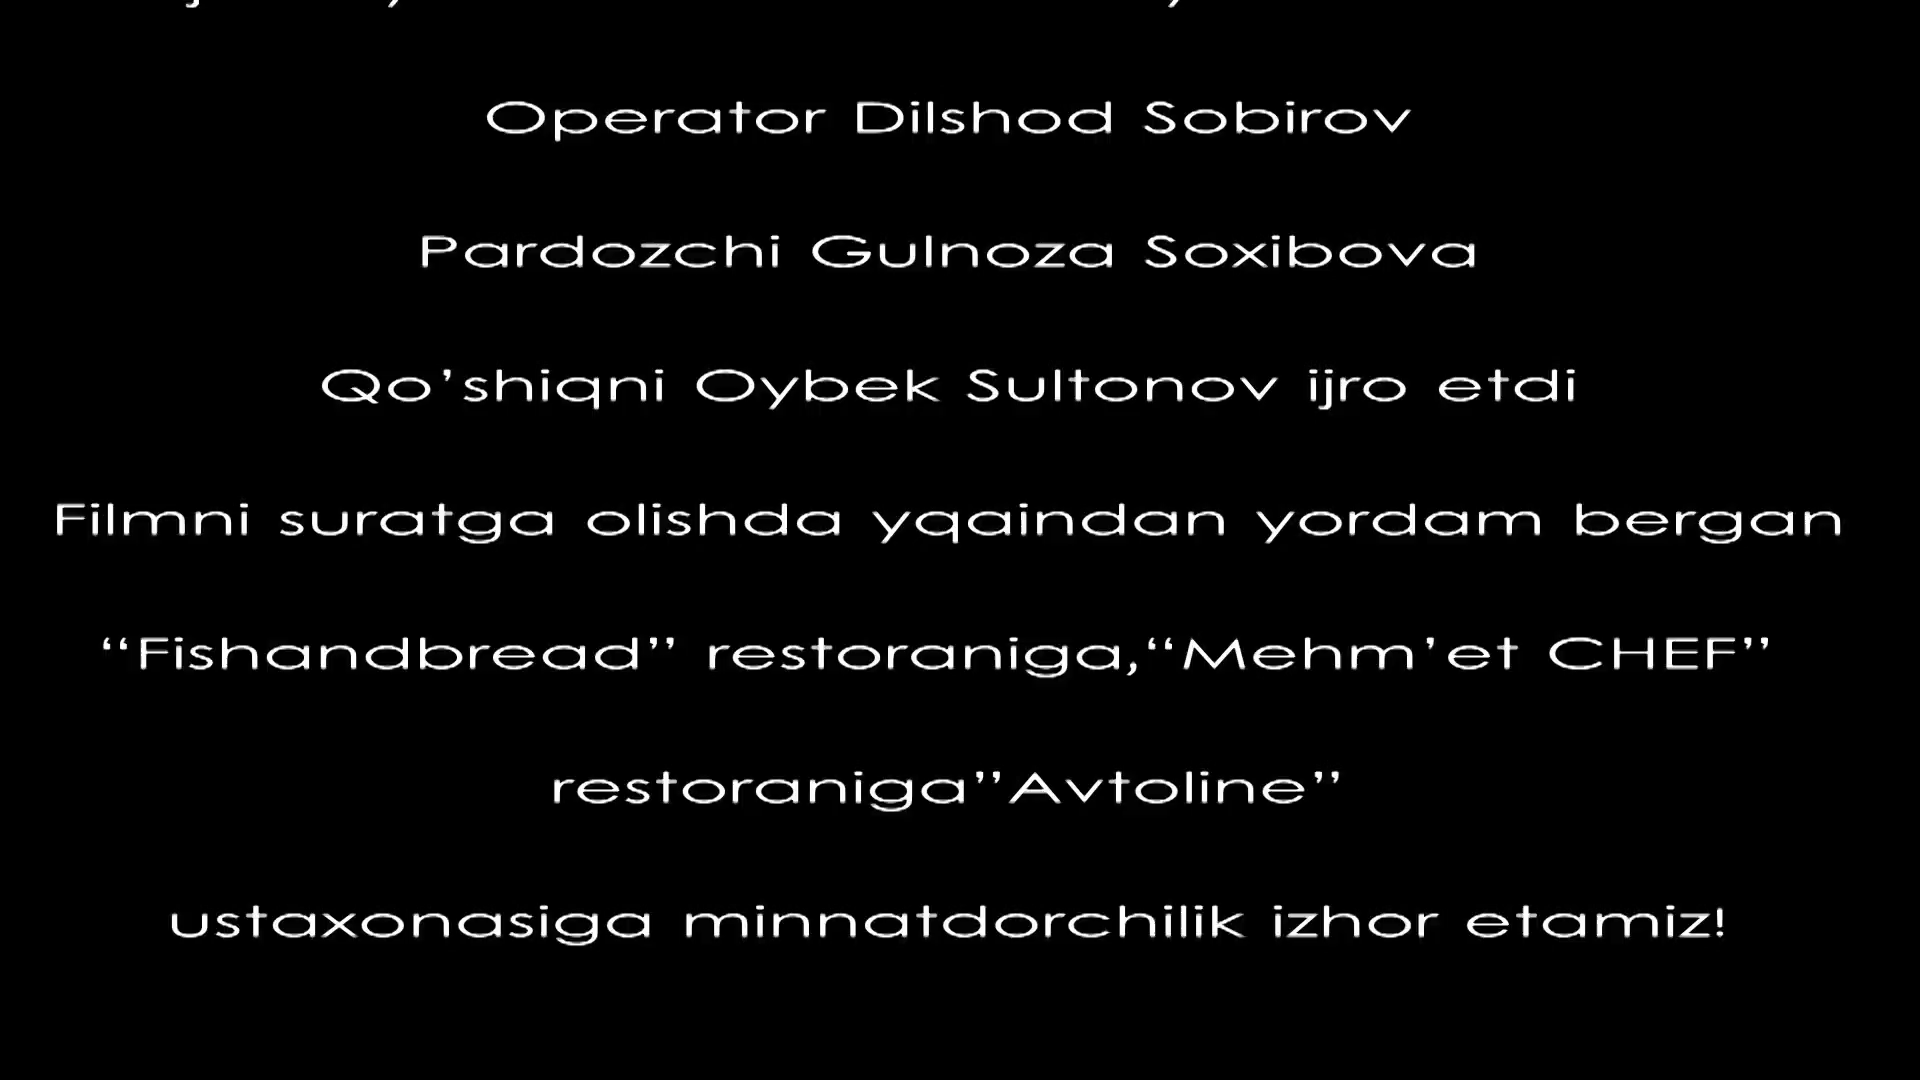 Operator Dilshod Sobirov
Pardozchi Gulnoza Soxibova
Qo’shiqni Oybek Sultonov ijro etdi
Filmni suratga olishda yqaindan yordam bergan
“Fishandbread” restoraniga,“Mehm’et CHEF”
restoraniga”Avtoline”
ustaxonasiga minnatdorchilik izhor etamiz!